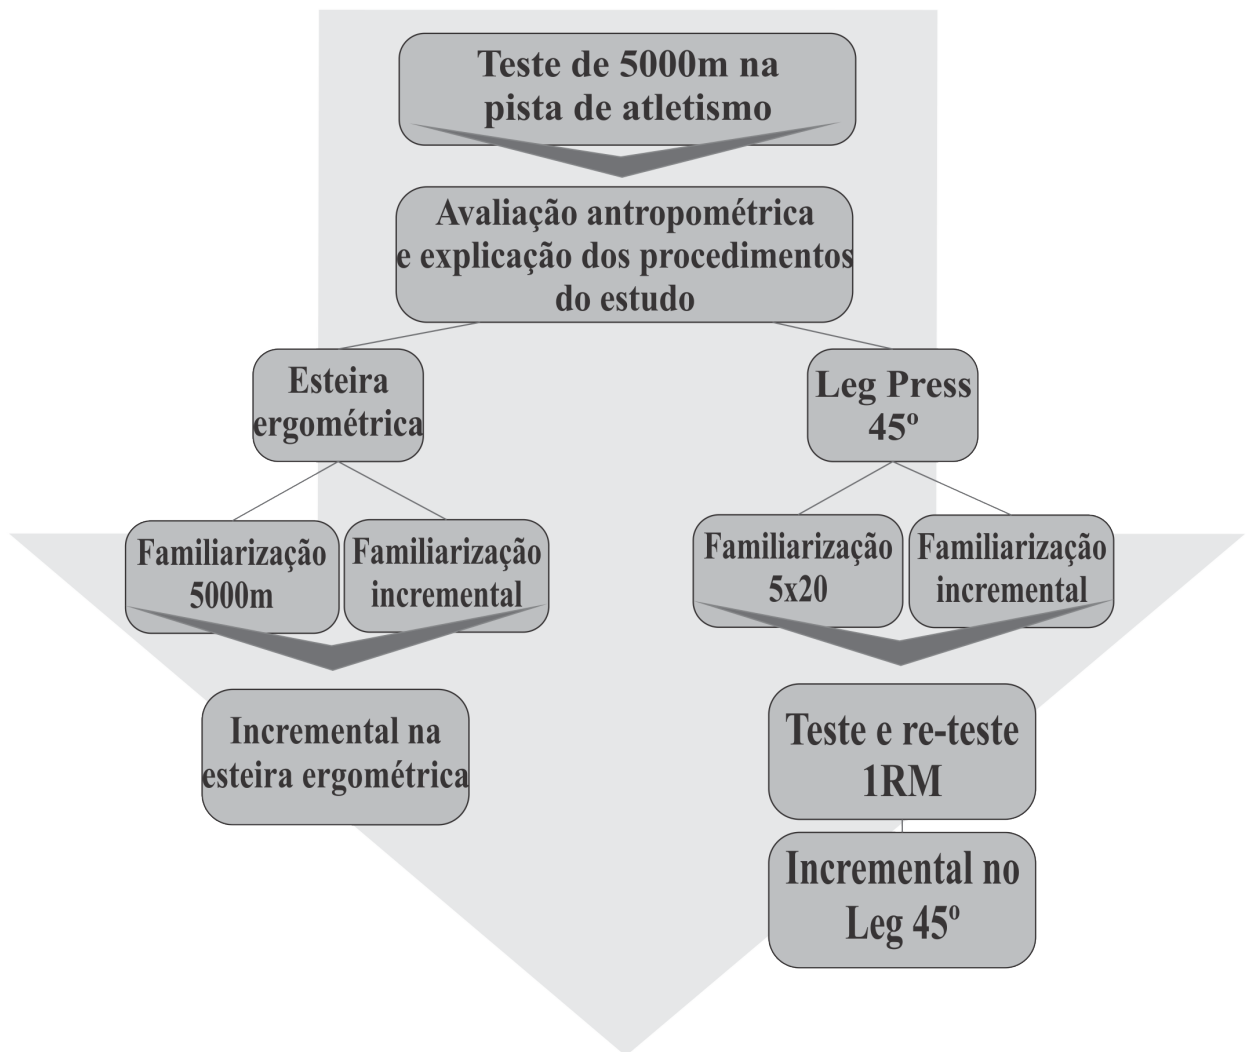 Teste de 5000m na
pista de atletismo
Avaliação antropométrica
e explicação dos procedimentos
do estudo
Esteira
ergométrica
Leg Press
45º
Familiarização
5000m
Familiarização
incremental
Familiarização
5x20
Familiarização
incremental
Incremental na
esteira ergométrica
Teste e re-teste
1RM
Incremental no
Leg 45º